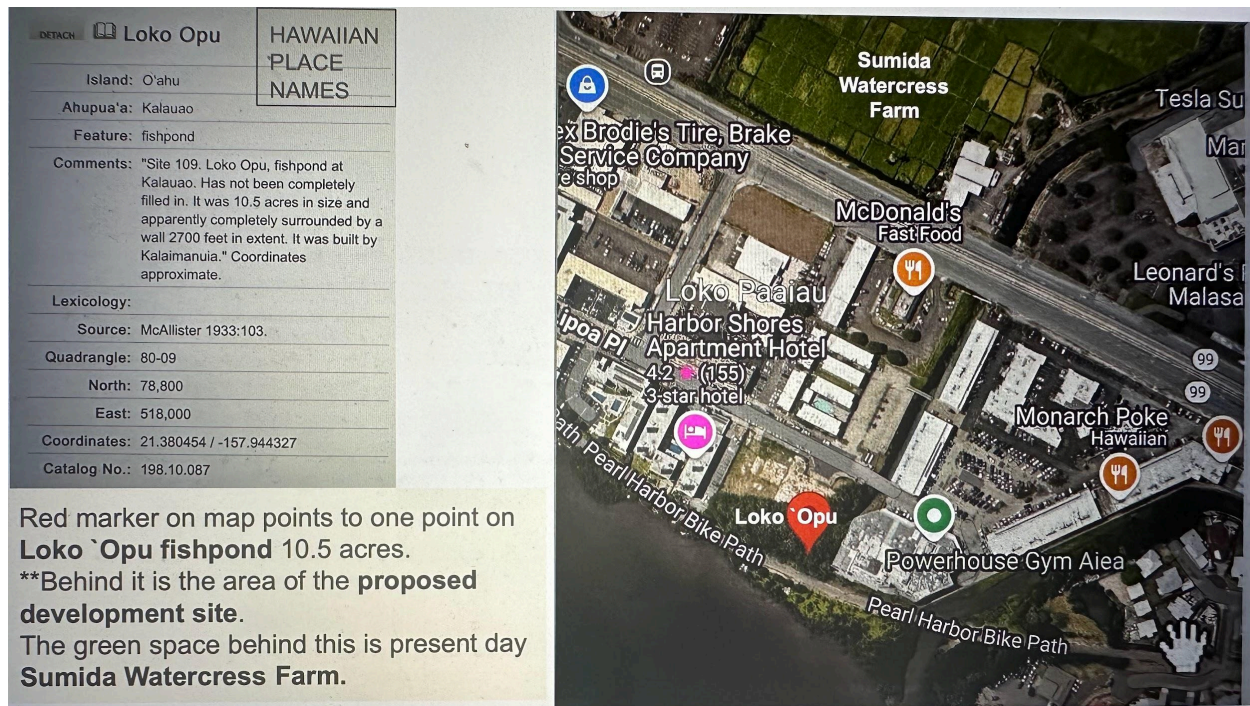 DETACH Loko Opu
HAWAIIAN
PLACE
NAMES
Island: O'ahu
Ahupua'a: Kalauao
Feature: fishpond
Comments: "Site 109. Loko Opu, fishpond at
Kalauao. Has not been completely
filled in. It was 10.5 acres in size and
apparently completely surrounded by a
wall 2700 feet in extent. It was built by
Kalaimanuia." Coordinates
approximate.
Lexicology:
Source: McAllister 1933:103.
Quadrangle: 80-09
North: 78,800
East: 518,000
Coordinates: 21.380454 / -157.944327
Catalog No.: 198.10.087
Red marker on map points to one point on
Loko `Opu fishpond 10.5 acres.
**Behind it is the area of the proposed
development site.
The green space behind this is present day
Sumida Watercress Farm.
Sumida
Watercress
Farm
Tesla Su
Mar
ex Brodie's Tire, Brake
Service Company
e shop
McDonald's
Fast Food
Leonard's
Malasa
Loko Paaiau
ipoa Pl
Harbor Shores
Apartment Hotel
4.2 (155)
3-star hotel
99
99
Monarch Poke
Hawaiian
ath Pearl Harbor Bike Path
Loko `Opu
Powerhouse Gym Aiea
Pearl Harbor Bike Path